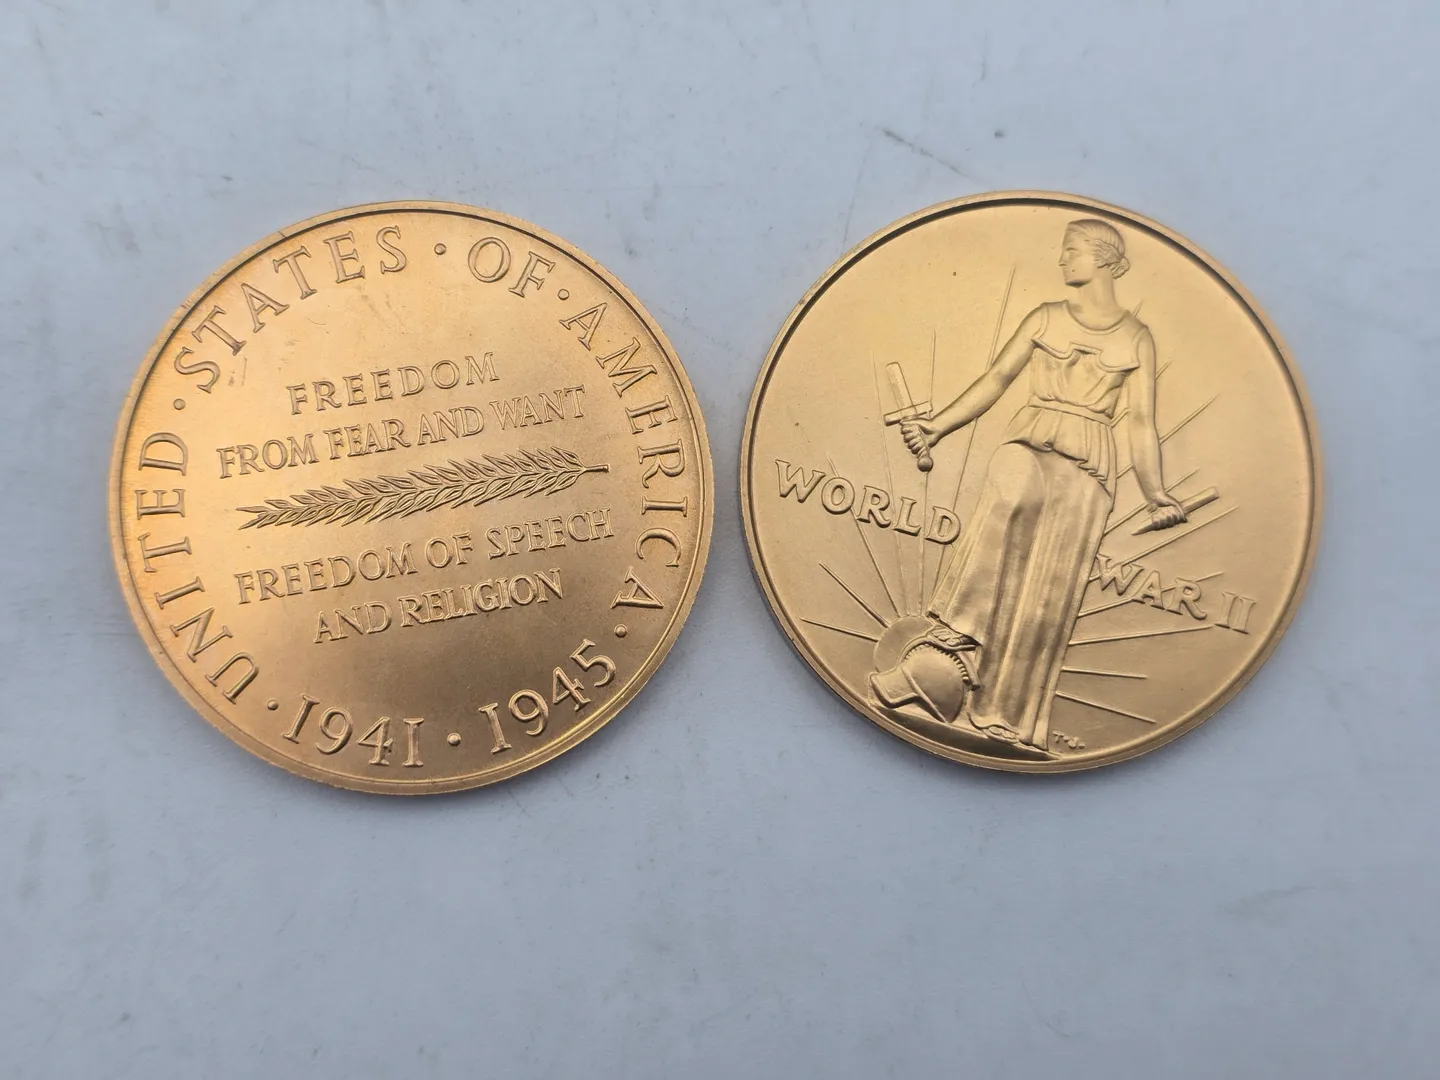 UNITED · STATES · OF · AMERICA ·
FREEDOM
FROM FEAR AND WANT
FREEDOM OF SPEECH
AND RELIGION
· 1941 · 1945 ·
WORLD WAR II
T.J.